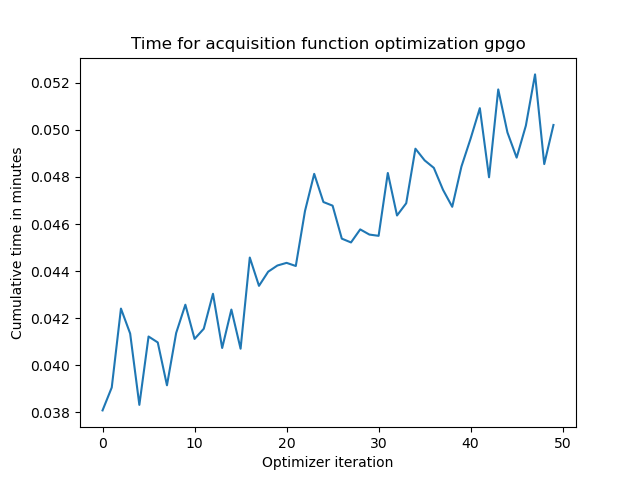 Time for acquisition function optimization gpgo
0.052
0.050
0.048
0.046
0.044
0.042
0.040
0.038
Cumulative time in minutes
0 10 20 30 40 50
Optimizer iteration